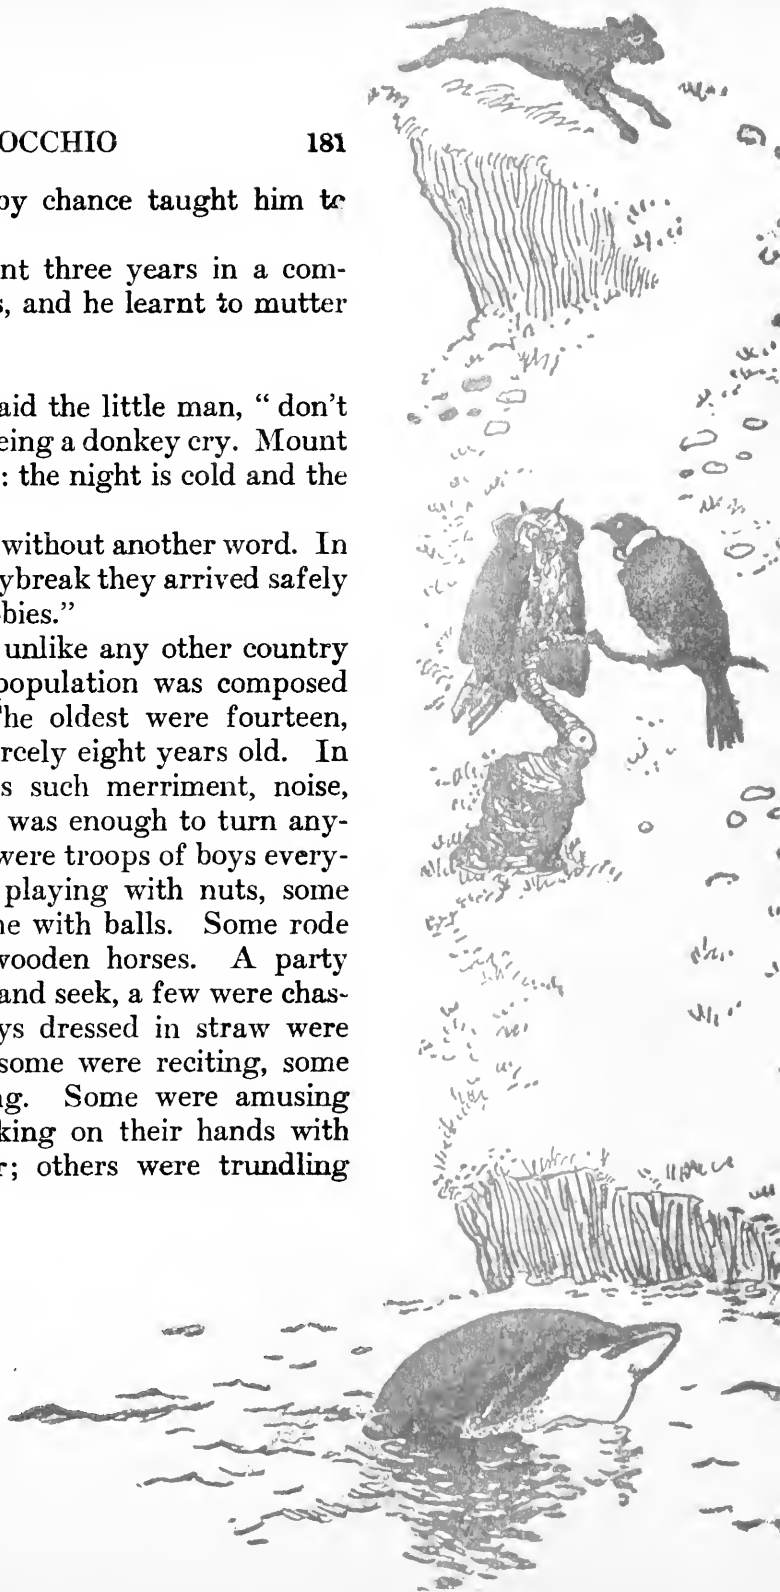 OCCHIO 181
by chance taught him to
nt three years in a com-
s, and he learnt to mutter
aid the little man, “ don't
eing a donkey cry. Mount
: the night is cold and the
without another word. In
ybreak they arrived safely
bies.”
unlike any other country
population was composed
he oldest were fourteen,
rcely eight years old. In
s such merriment, noise,
was enough to turn any-
were troops of boys every-
playing with nuts, some
ne with balls. Some rode
wooden horses. A party
and seek, a few were chas-
ys dressed in straw were
some were reciting, some
ng. Some were amusing
king on their hands with
r; others were trundling